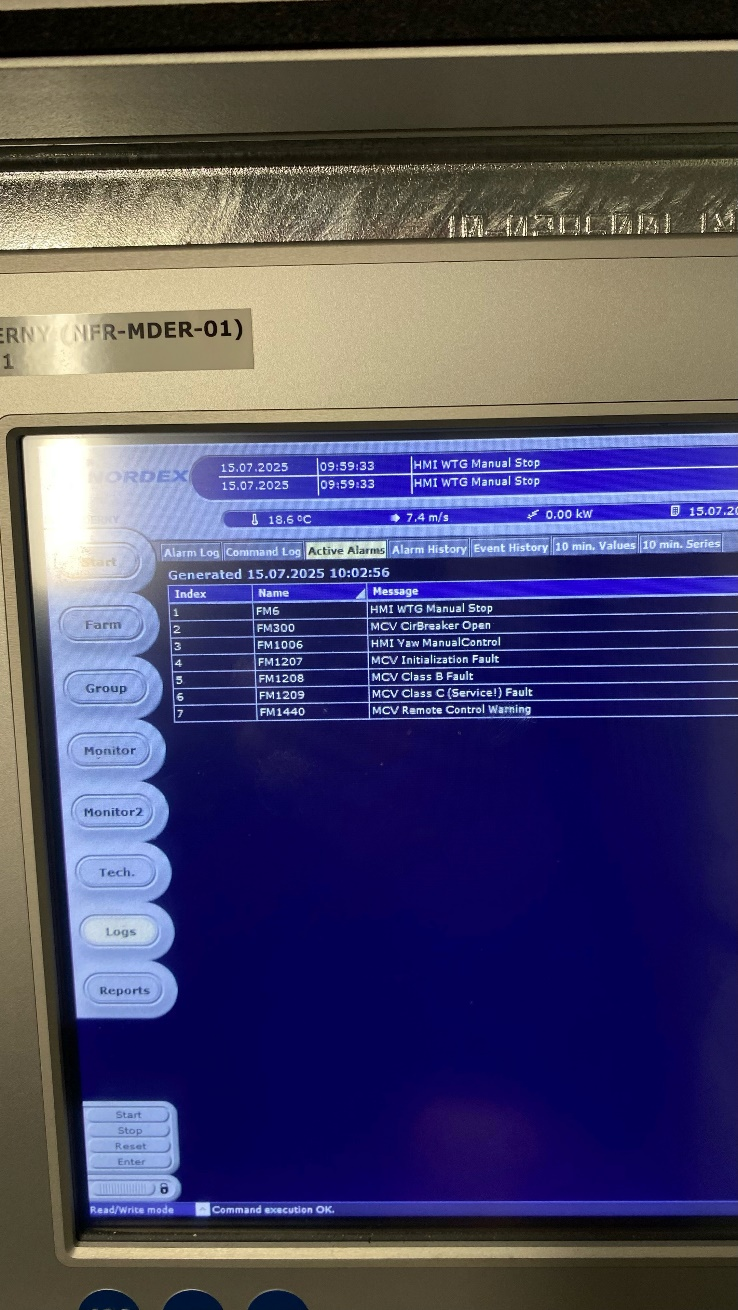 ERNY (NFR-MDER-01)
1
NORDEX
15.07.2025 09:59:33 HMI WTG Manual Stop
15.07.2025 09:59:33 HMI WTG Manual Stop
ERNY
18.6 ºC 7.4 m/s 0.00 kW 15.07.20
Start
Alarm Log Command Log Active Alarms Alarm History Event History 10 min. Values 10 min. Series
Generated 15.07.2025 10:02:56
Index Name Message
1 FM6 HMI WTG Manual Stop
2 FM300 MCV CirBreaker Open
3 FM1006 HMI Yaw ManualControl
4 FM1207 MCV Initialization Fault
5 FM1208 MCV Class B Fault
6 FM1209 MCV Class C (Service!) Fault
7 FM1440 MCV Remote Control Warning
Farm
Group
Monitor
Monitor2
Tech.
Logs
Reports
Start
Stop
Reset
Enter
Read/Write mode Command execution OK.